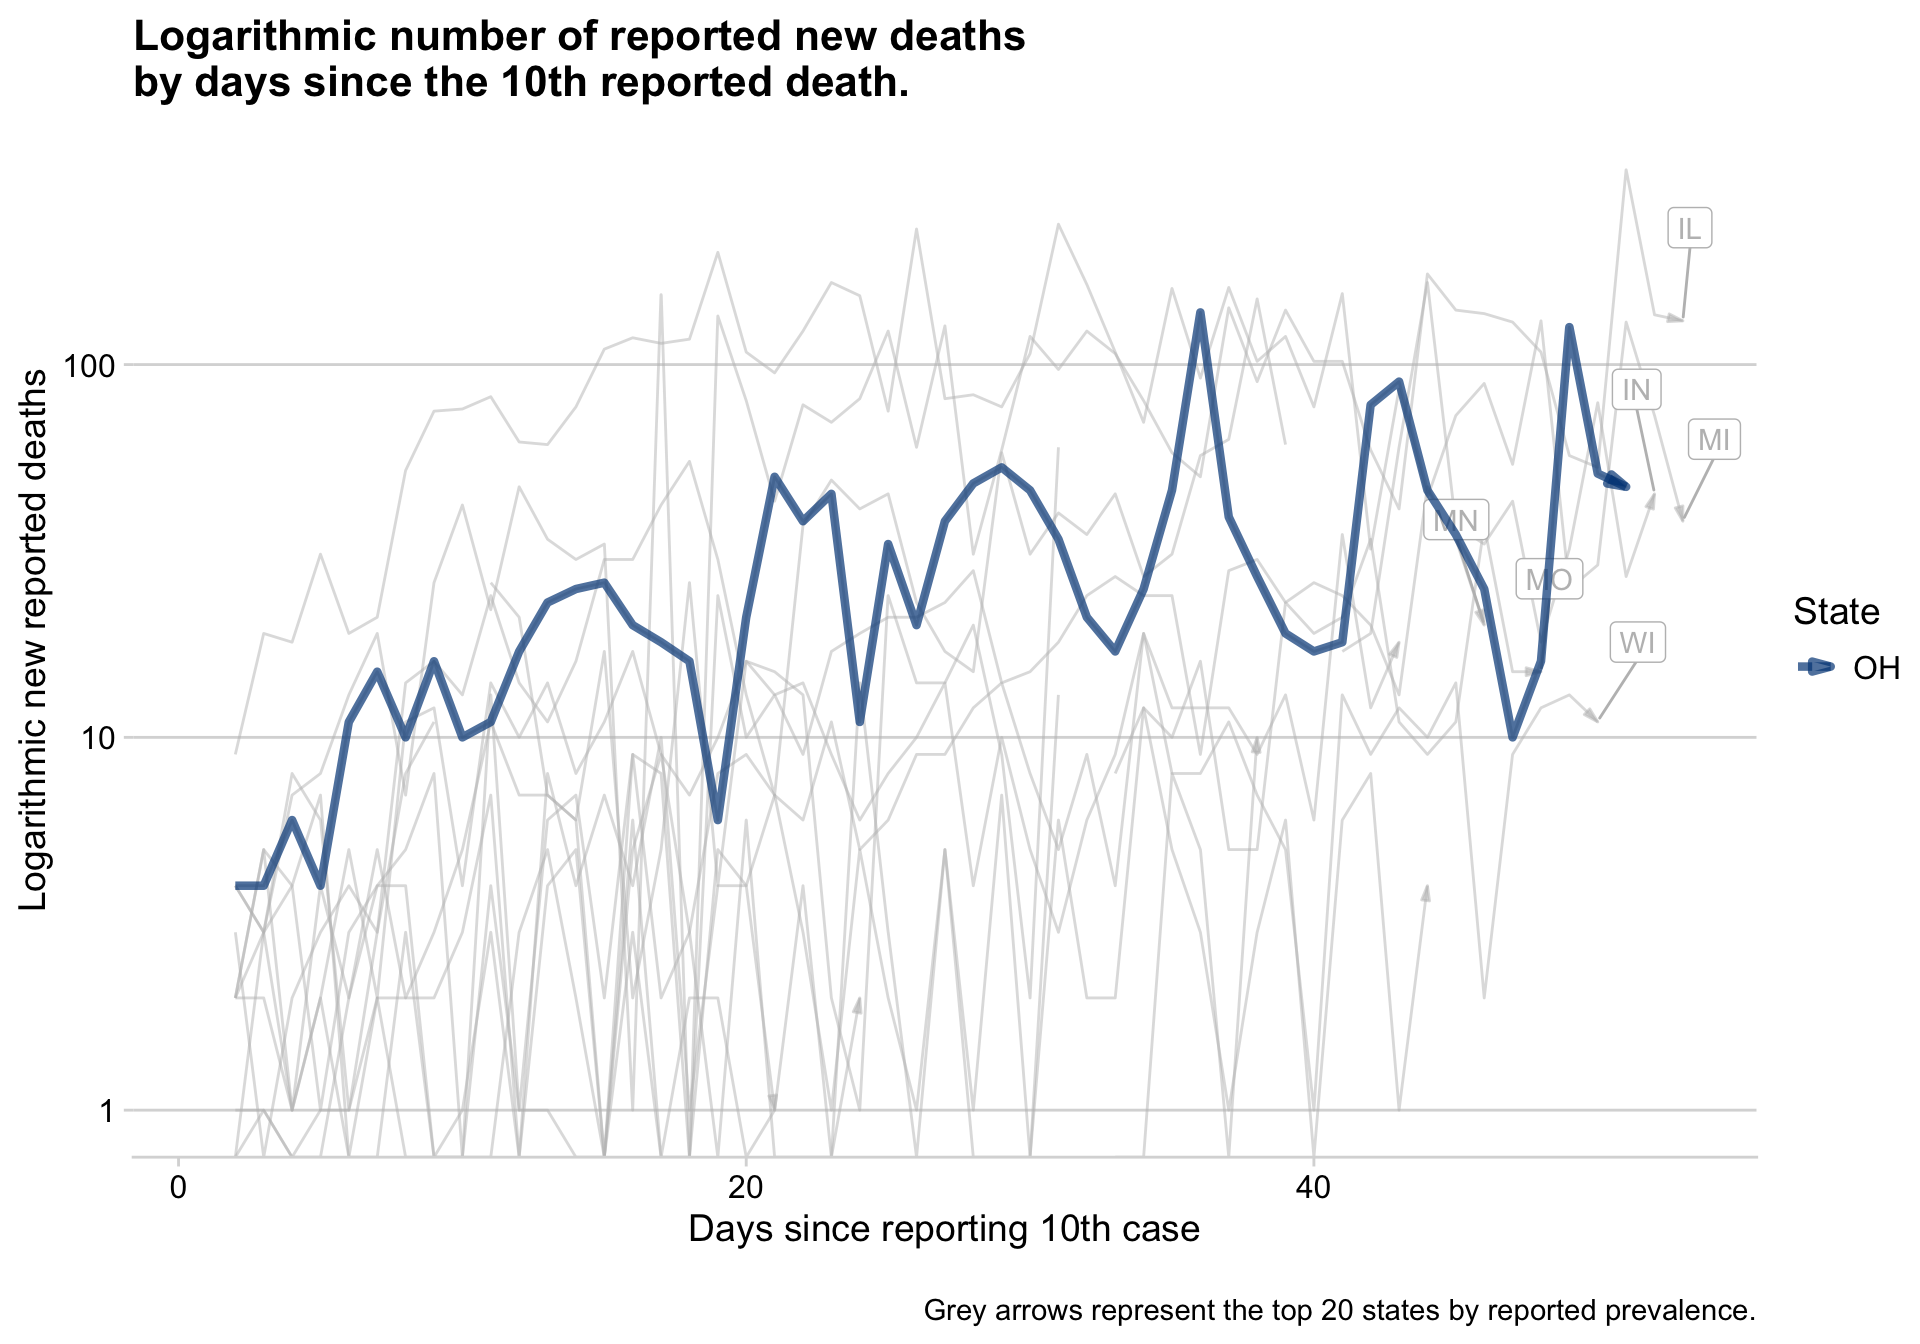 Logarithmic number of reported new deaths
by days since the 10th reported death.
Logarithmic new reported deaths
100
10
1
IL
IN
MI
MN
MO
WI
State
OH
0
20
40
Days since reporting 10th case
Grey arrows represent the top 20 states by reported prevalence.